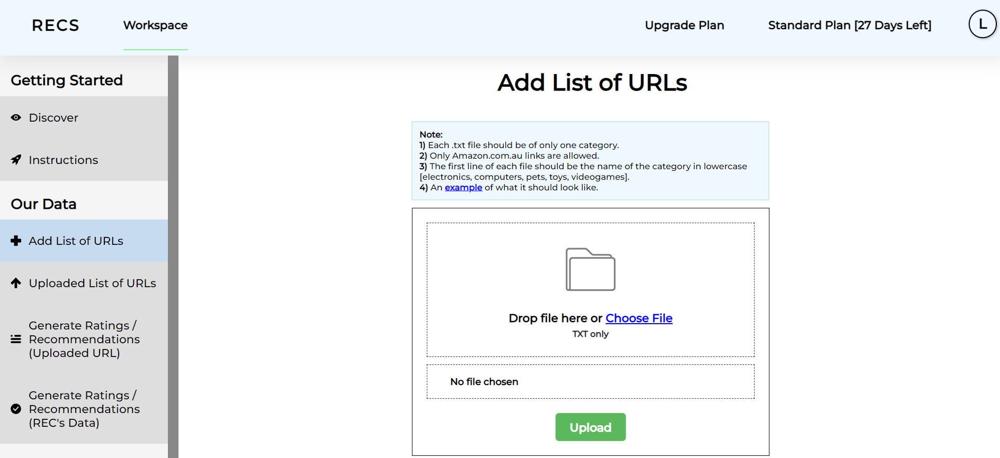 RECS
Workspace
Upgrade Plan
Standard Plan [27 Days Left]
L
Getting Started
Discover
Instructions
Our Data
Add List of URLs
Uploaded List of URLs
Generate Ratings /
Recommendations
(Uploaded URL)
Generate Ratings /
Recommendations
(REC's Data)
Add List of URLs
Note:
1) Each .txt file should be of only one category.
2) Only Amazon.com.au links are allowed.
3) The first line of each file should be the name of the category in lowercase
[electronics, computers, pets, toys, videogames].
4) An example of what it should look like.
Drop file here or Choose File
TXT only
No file chosen
Upload